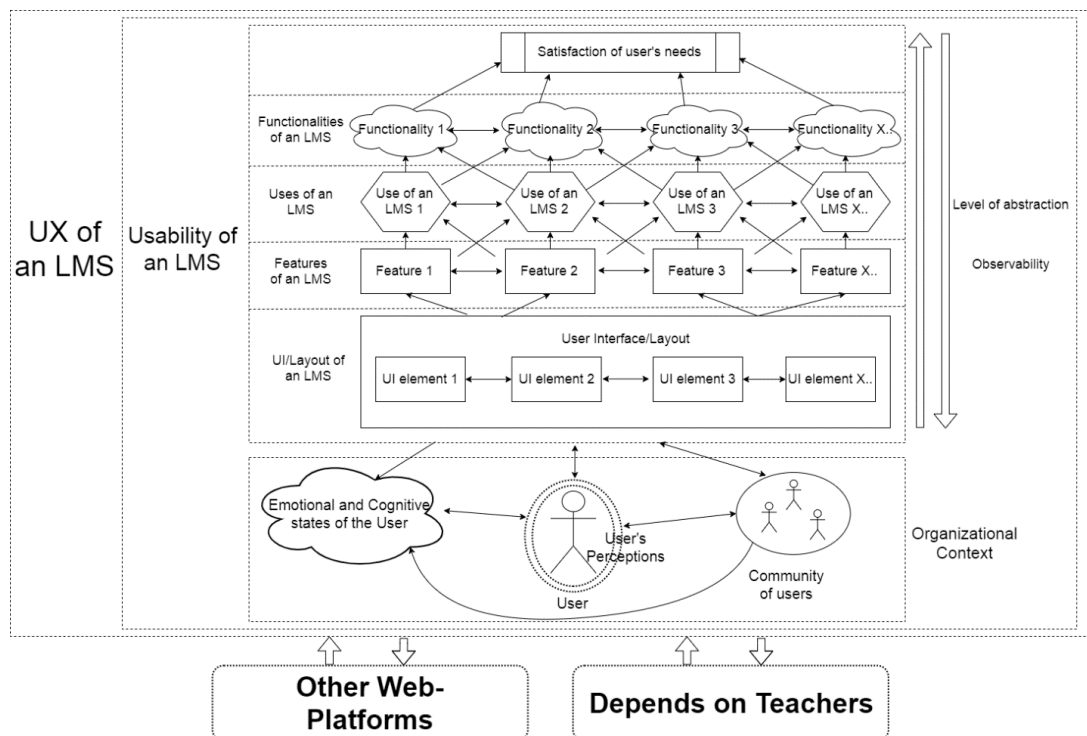 Satisfaction of user's needs
Functionalities
of an LMS
Functionality 1
Functionality 2
Functionality 3
Functionality X..
Uses of an
LMS
Use of an
LMS 1
Use of an
LMS 2
Use of an
LMS 3
Use of an
LMS X..
Level of abstraction
UX of
an LMS
Usability of
an LMS
Features
of an LMS
Feature 1
Feature 2
Feature 3
Feature X..
Observability
User Interface/Layout
UI/Layout of
an LMS
UI element 1
UI element 2
UI element 3
UI element X..
Emotional and Cognitive
states of the User
User's
Perceptions
User
Community
of users
Organizational
Context
Other Web-
Platforms
Depends on Teachers